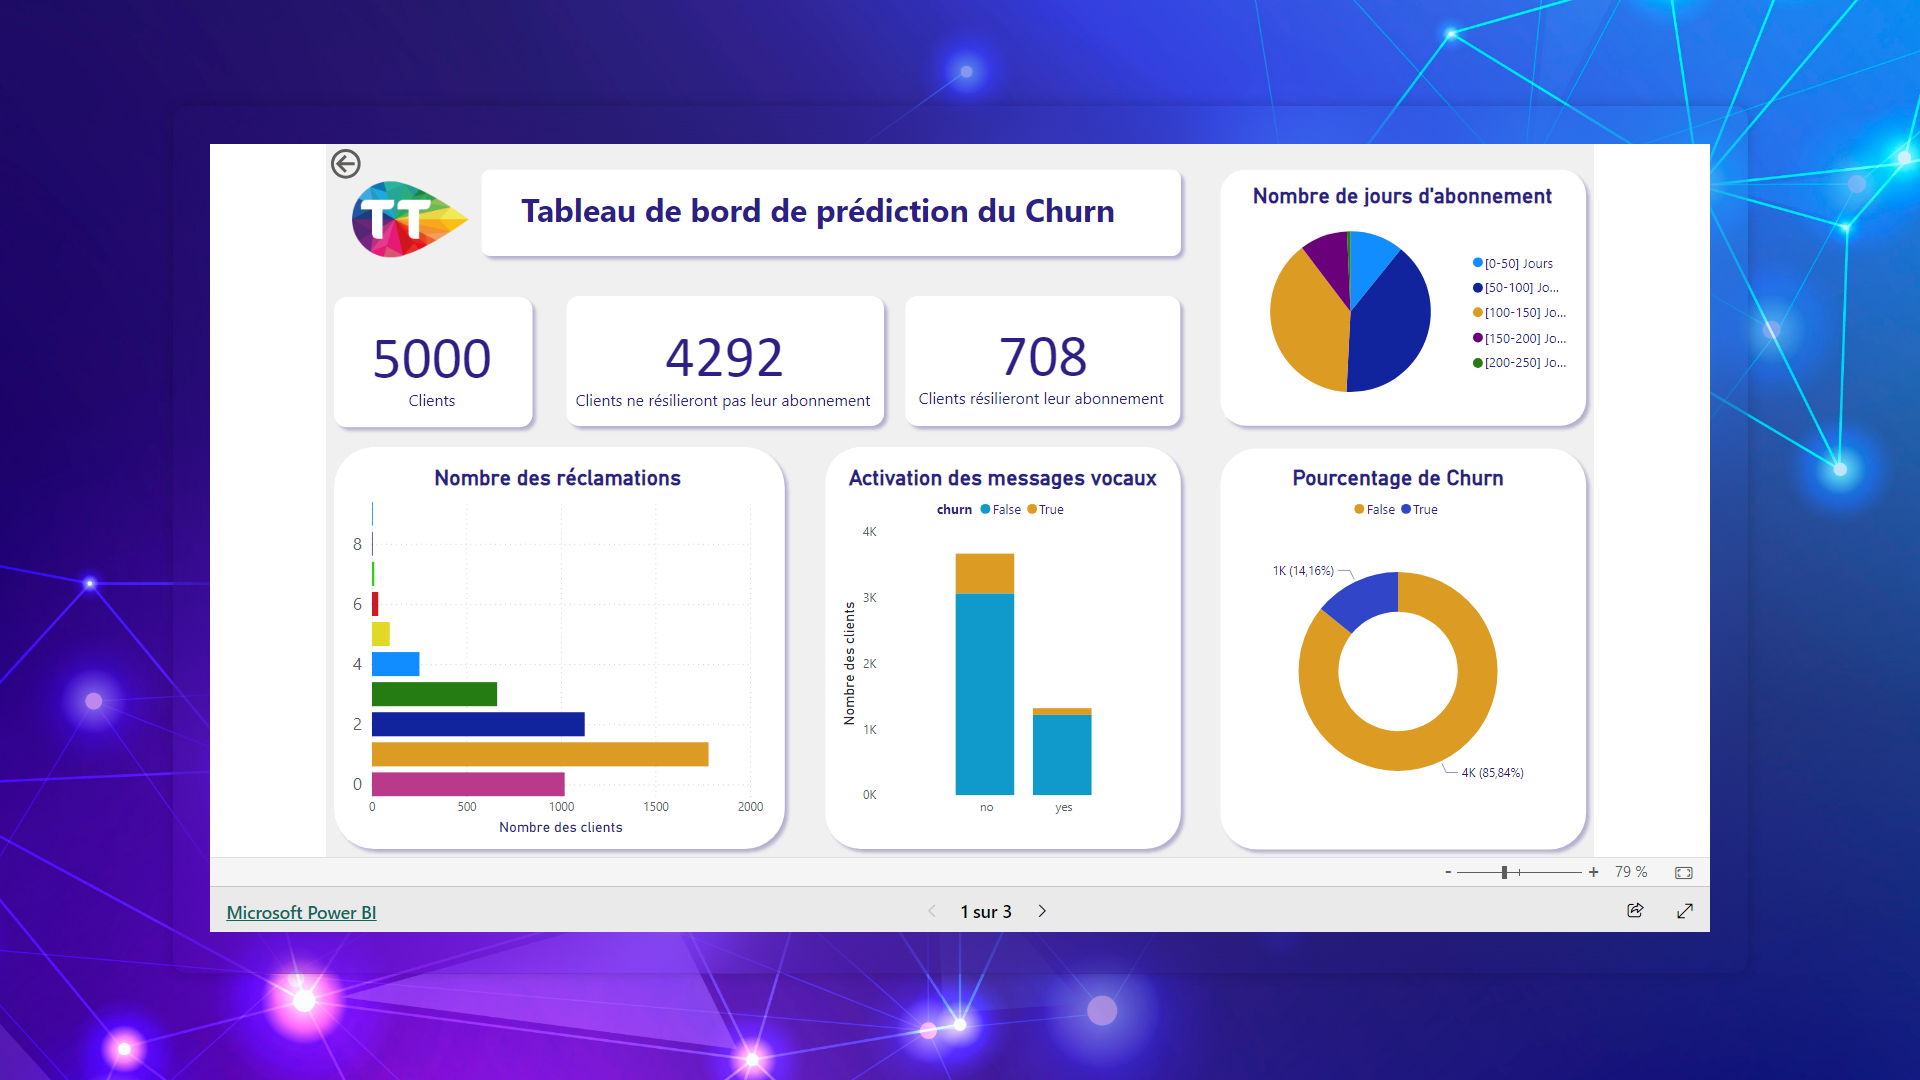 TT
Tableau de bord de prédiction du Churn
5000
Clients
4292
Clients ne résilieront pas leur abonnement
708
Clients résilieront leur abonnement
Nombre de jours d'abonnement
[0-50] Jours
[50-100] Jo...
[100-150] Jo...
[150-200] Jo...
[200-250] Jo...
Nombre des réclamations
8
6
4
2
0
0 500 1000 1500 2000
Nombre des clients
Activation des messages vocaux
churn False True
Nombre des clients
4K
3K
2K
1K
0K
no yes
Pourcentage de Churn
False True
1K (14,16%)
4K (85,84%)
- + 79 %
Microsoft Power BI
1 sur 3